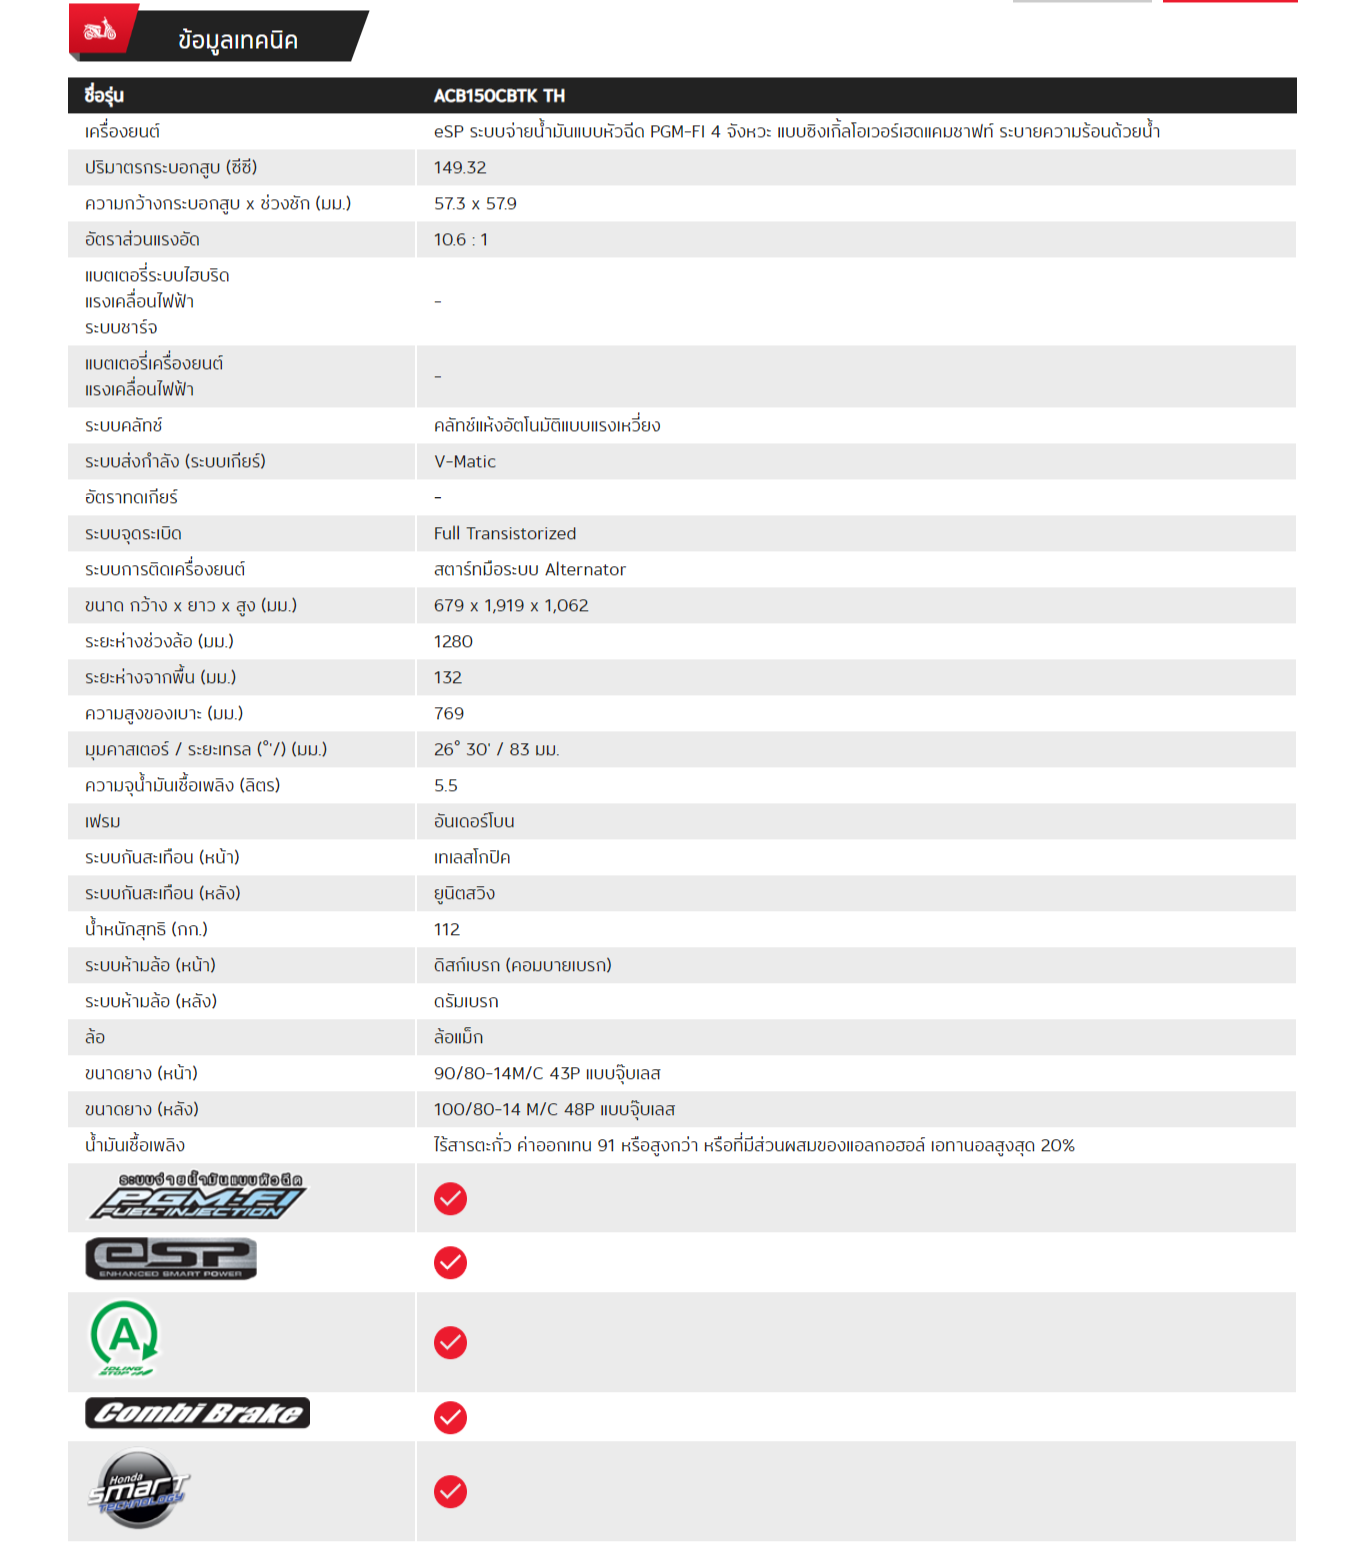 ข้อมูลเทคนิค
ชื่อรุ่น ACB150CBTK TH
เครื่องยนต์ eSP ระบบจ่ายน้ำมันแบบหัวฉีด PGM-FI 4 จังหวะ แบบซิงเกิ้ลโอเวอร์เฮดแคมชาฟท์ ระบายความร้อนด้วยน้ำ
ปริมาตรกระบอกสูบ (ซีซี) 149.32
ความกว้างกระบอกสูบ x ช่วงชัก (มม.) 57.3 x 57.9
อัตราส่วนแรงอัด 10.6 : 1
แบตเตอรี่ระบบไฮบริด
แรงเคลื่อนไฟฟ้า -
ระบบชาร์จ
แบตเตอรี่เครื่องยนต์ -
แรงเคลื่อนไฟฟ้า
ระบบคลัทช์ คลัทช์แห้งอัตโนมัติแบบแรงเหวี่ยง
ระบบส่งกำลัง (ระบบเกียร์) V-Matic
อัตราทดเกียร์ -
ระบบจุดระเบิด Full Transistorized
ระบบการติดเครื่องยนต์ สตาร์ทมือระบบ Alternator
ขนาด กว้าง x ยาว x สูง (มม.) 679 x 1,919 x 1,062
ระยะห่างช่วงล้อ (มม.) 1280
ระยะห่างจากพื้น (มม.) 132
ความสูงของเบาะ (มม.) 769
มุมคาสเตอร์ / ระยะเทรล (°'/) (มม.) 26° 30' / 83 มม.
ความจุน้ำมันเชื้อเพลิง (ลิตร) 5.5
เฟรม อันเดอร์โบน
ระบบกันสะเทือน (หน้า) เทเลสโกปิค
ระบบกันสะเทือน (หลัง) ยูนิตสวิง
น้ำหนักสุทธิ (กก.) 112
ระบบห้ามล้อ (หน้า) ดิสก์เบรก (คอมบายเบรก)
ระบบห้ามล้อ (หลัง) ดรัมเบรก
ล้อ ล้อแม็ก
ขนาดยาง (หน้า) 90/80-14M/C 43P แบบจุ๊บเลส
ขนาดยาง (หลัง) 100/80-14 M/C 48P แบบจุ๊บเลส
น้ำมันเชื้อเพลิง ไร้สารตะกั่ว ค่าออกเทน 91 หรือสูงกว่า หรือที่มีส่วนผสมของแอลกอฮอล์ เอทานอลสูงสุด 20%
ระบบจ่ายน้ำมันแบบหัวฉีด
PGM-FI
FUEL INJECTION
eSP
ENHANCED SMART POWER
A
IDLING
STOP
Combi Brake
Honda
smart
TECHNOLOGY